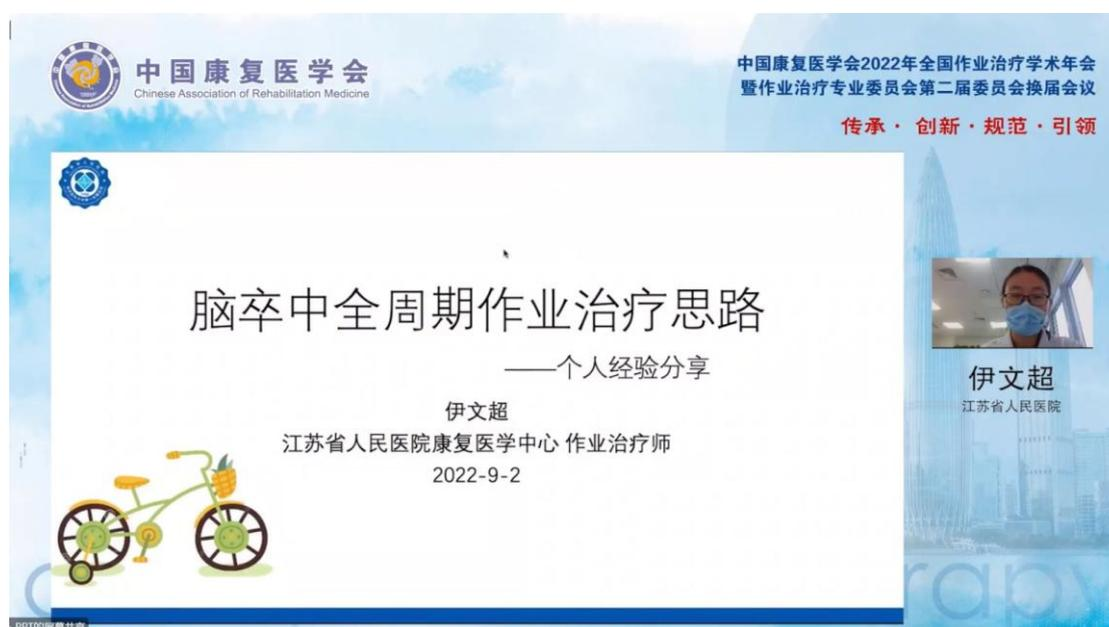 中国康复医学会
Chinese Association of Rehabilitation Medicine
中国康复医学会2022年全国作业治疗学术年会
暨作业治疗专业委员会第二届委员会换届会议
传承 · 创新 · 规范 · 引领
脑卒中全周期作业治疗思路
——个人经验分享
伊文超
江苏省人民医院康复医学中心 作业治疗师
2022-9-2
伊文超
江苏省人民医院